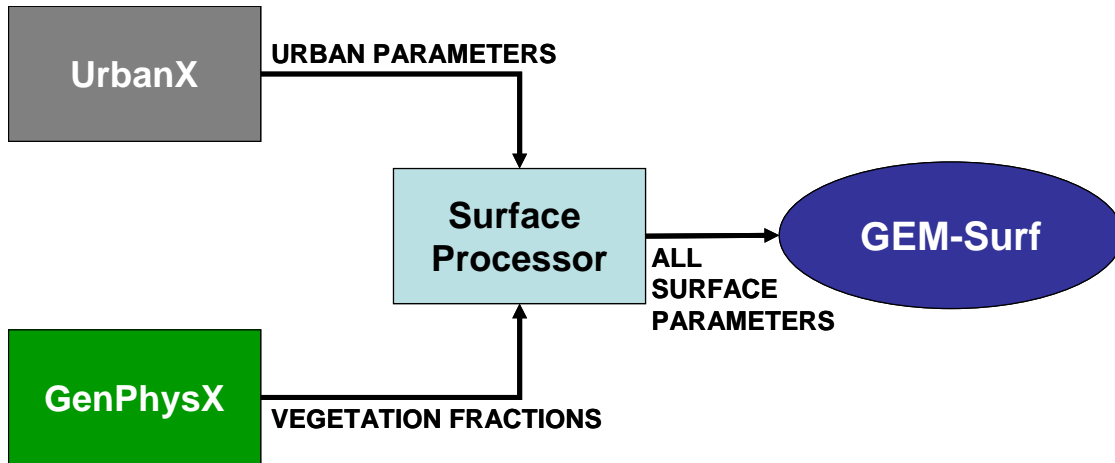 UrbanX
URBAN PARAMETERS
Surface
Processor
GEM-Surf
ALL
SURFACE
PARAMETERS
GenPhysX
VEGETATION FRACTIONS